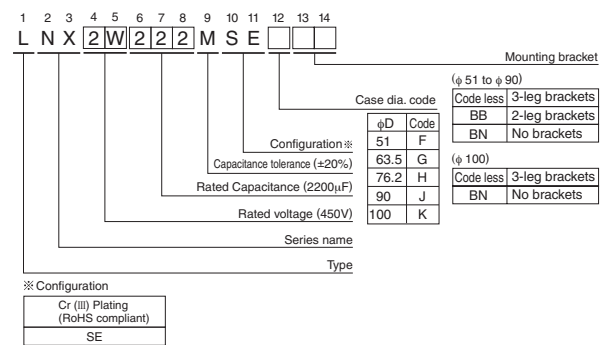 1 2 3 4 5 6 7 8 9 10 11 12 13 14
L N X 2 W 2 2 2 M S E
Mounting bracket
(φ 51 to φ 90)
Code less 3-leg brackets
BB 2-leg brackets
BN No brackets
(φ 100)
Code less 3-leg brackets
BN No brackets
Case dia. code
φD Code
51 F
63.5 G
76.2 H
90 J
100 K
Configuration※
Capacitance tolerance (±20%)
Rated Capacitance (2200μF)
Rated voltage (450V)
Series name
Type
※ Configuration
Cr (III) Plating
(RoHS compliant)
SE